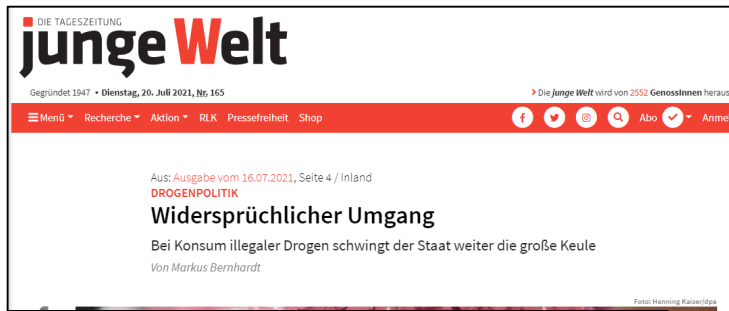 DIE TAGESZEITUNG
junge Welt
Gegründet 1947 • Dienstag, 20. Juli 2021, Nr. 165
Die junge Welt wird von 2552 GenossInnen heraus
Menü Recherche Aktion RLK Pressefreiheit Shop Abo Anme
Aus: Ausgabe vom 16.07.2021, Seite 4 / Inland
DROGENPOLITIK
Widersprüchlicher Umgang
Bei Konsum illegaler Drogen schwingt der Staat weiter die große Keule
Von Markus Bernhardt
Foto: Henning Kaiser/dpa